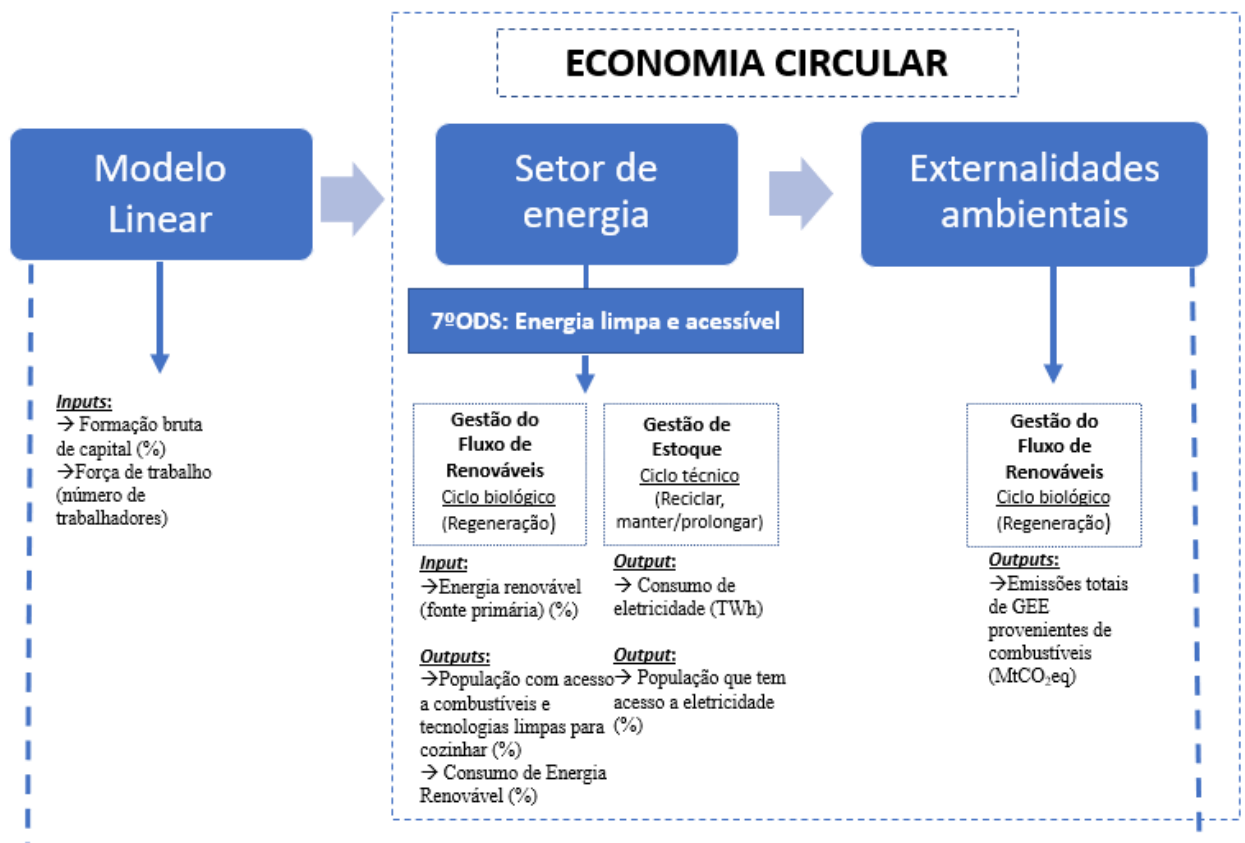 ECONOMIA CIRCULAR
Modelo
Linear
Setor de
energia
Externalidades
ambientais
7ºODS: Energia limpa e acessível
Inputs:
→ Formação bruta
de capital (%)
→Força de trabalho
(número de
trabalhadores)
Gestão do
Fluxo de
Renováveis
Ciclo biológico
(Regeneração)
Input:
→Energia renovável
(fonte primária) (%)
Outputs:
→População com acesso
a combustíveis e
tecnologias limpas para
cozinhar (%)
→ Consumo de Energia
Renovável (%)
Gestão de
Estoque
Ciclo técnico
(Reciclar,
manter/prolongar)
Output:
→ Consumo de
eletricidade (TWh)
Output:
→ População que tem
acesso a eletricidade
(%)
Gestão do
Fluxo de
Renováveis
Ciclo biológico
(Regeneração)
Outputs:
→Emissões totais
de GEE
provenientes de
combustíveis
(MtCO₂eq)